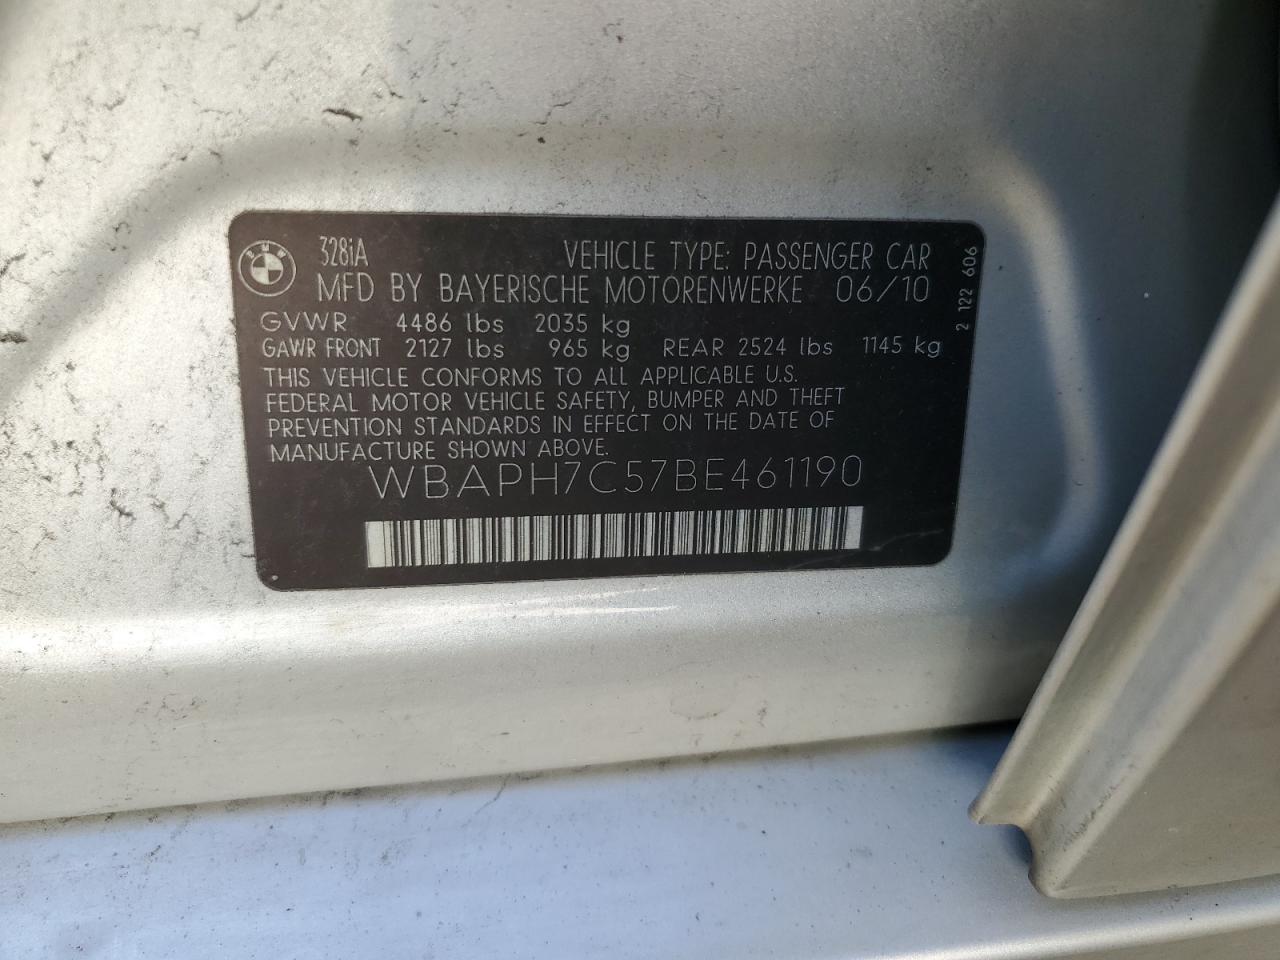 BMW
328iA VEHICLE TYPE: PASSENGER CAR
MFD BY BAYERISCHE MOTORENWERKE 06/10
GVWR 4486 lbs 2035 kg
GAWR FRONT 2127 lbs 965 kg REAR 2524 lbs 1145 kg
THIS VEHICLE CONFORMS TO ALL APPLICABLE U.S.
FEDERAL MOTOR VEHICLE SAFETY, BUMPER AND THEFT
PREVENTION STANDARDS IN EFFECT ON THE DATE OF
MANUFACTURE SHOWN ABOVE.
WBAPH7C57BE461190
2 122 606